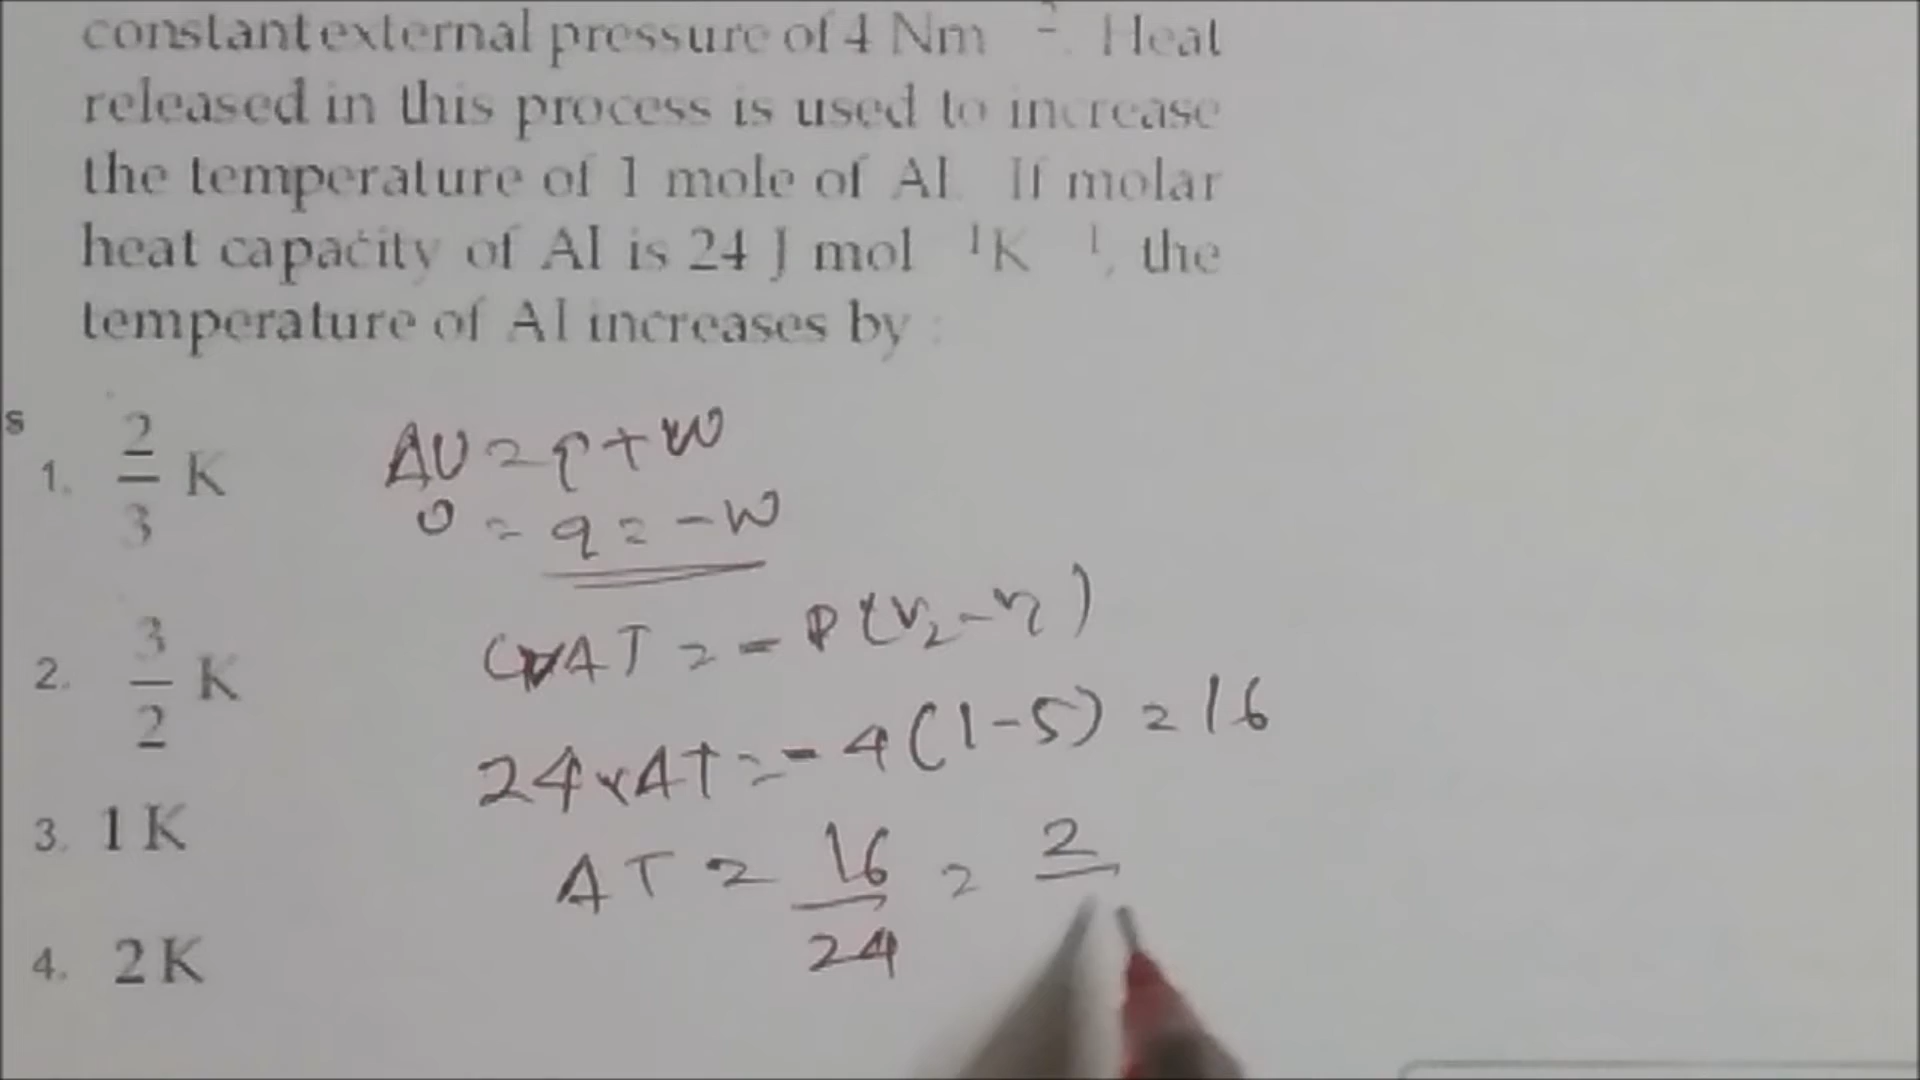 constant external pressure of 4 Nm⁻². Heat
released in this process is used to increase
the temperature of 1 mole of Al. If molar
heat capacity of Al is 24 J mol ¹K ¹, the
temperature of Al increases by :
s
1. 2/3 K
ΔU = q + w
0 = q = -w
CvΔT = - P(V₂ - V₁)
2. 3/2 K
24 × ΔT = - 4(1-5) = 16
3. 1 K
ΔT = 16/24 = 2
4. 2 K